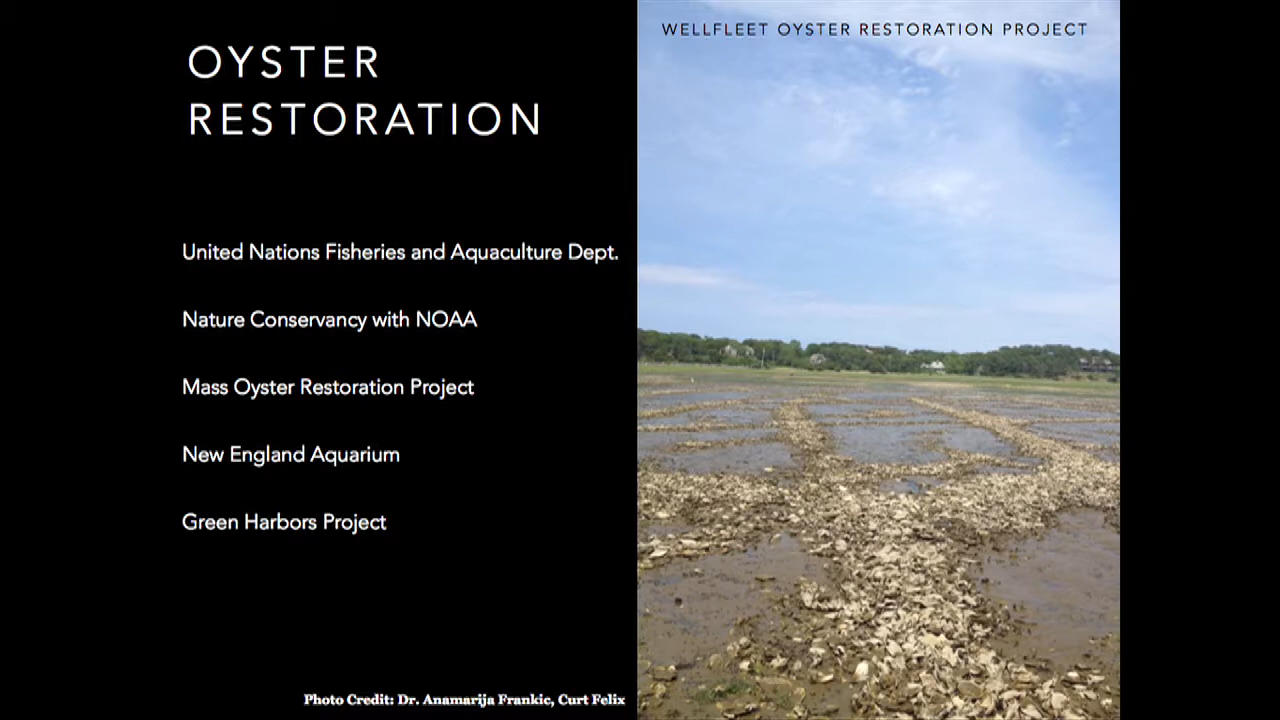 OYSTER
RESTORATION
United Nations Fisheries and Aquaculture Dept.
Nature Conservancy with NOAA
Mass Oyster Restoration Project
New England Aquarium
Green Harbors Project
Photo Credit: Dr. Anamarija Frankic, Curt Felix
WELLFLEET OYSTER RESTORATION PROJECT